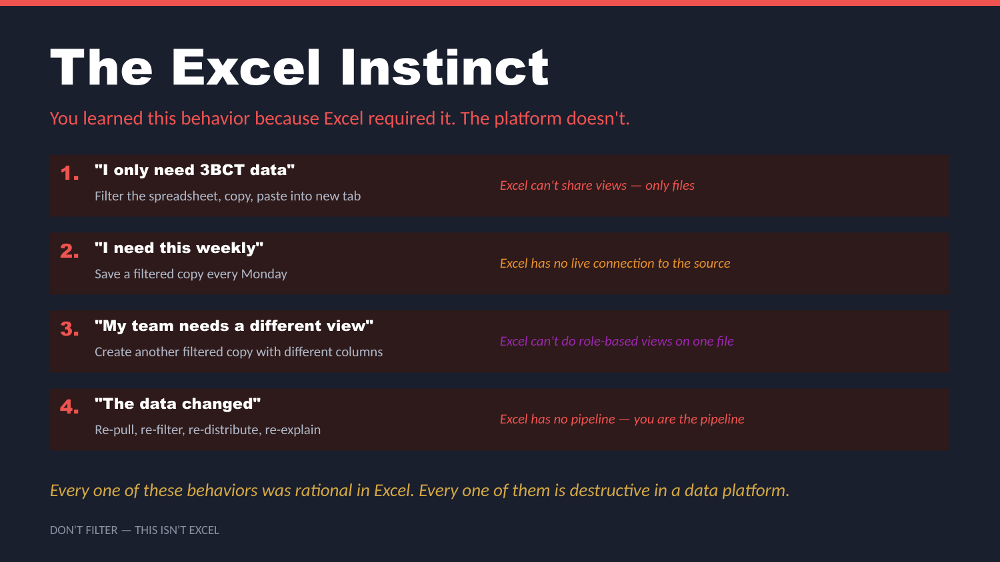 The Excel Instinct
You learned this behavior because Excel required it. The platform doesn't.
1. "I only need 3BCT data"
Filter the spreadsheet, copy, paste into new tab
Excel can't share views — only files
2. "I need this weekly"
Save a filtered copy every Monday
Excel has no live connection to the source
3. "My team needs a different view"
Create another filtered copy with different columns
Excel can't do role-based views on one file
4. "The data changed"
Re-pull, re-filter, re-distribute, re-explain
Excel has no pipeline — you are the pipeline
Every one of these behaviors was rational in Excel. Every one of them is destructive in a data platform.
DON'T FILTER — THIS ISN'T EXCEL